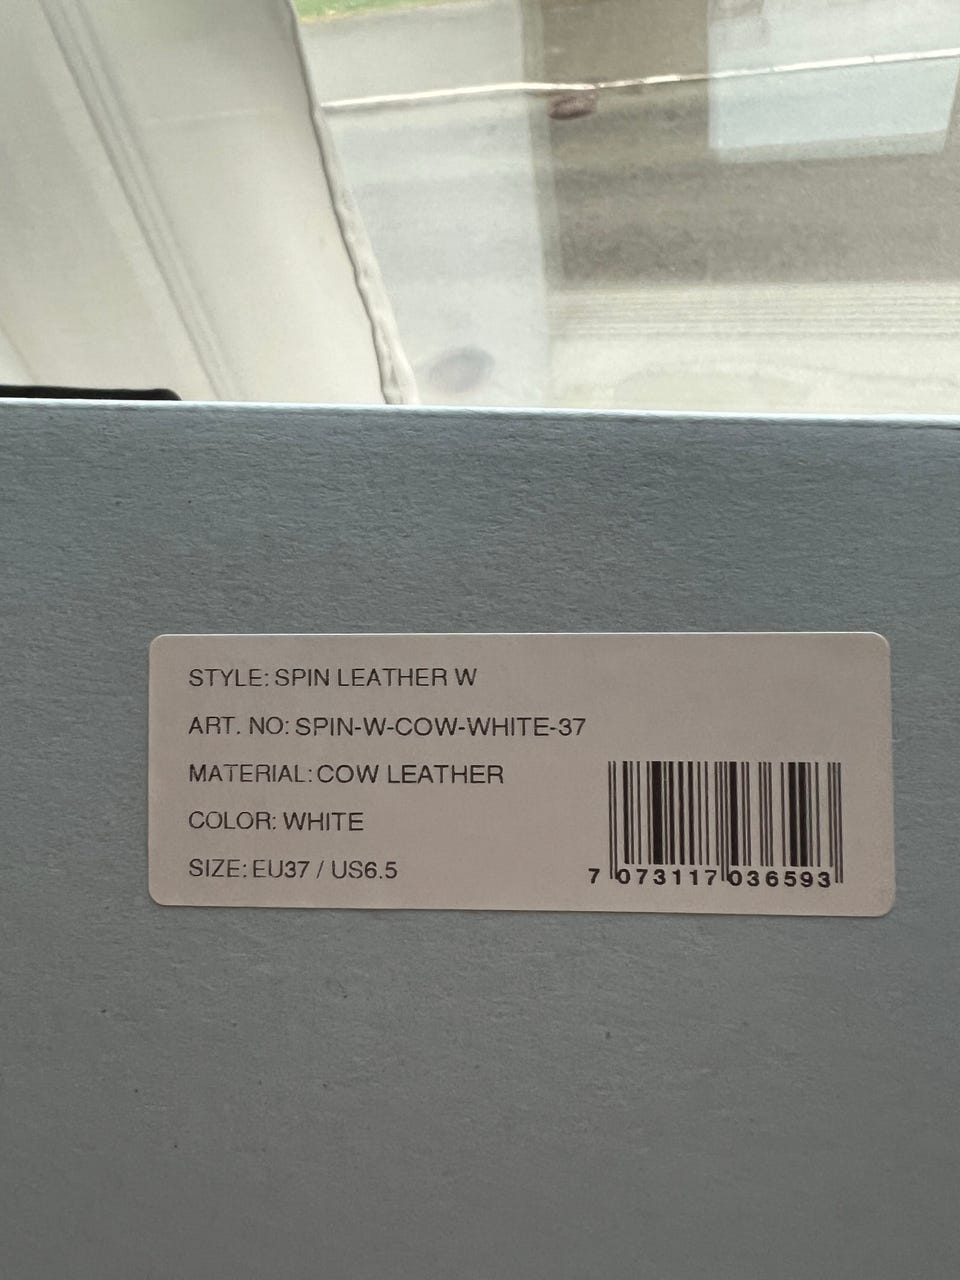 STYLE: SPIN LEATHER W
ART. NO: SPIN-W-COW-WHITE-37
MATERIAL: COW LEATHER
COLOR: WHITE
SIZE: EU37 / US6.5
7 073117 036593